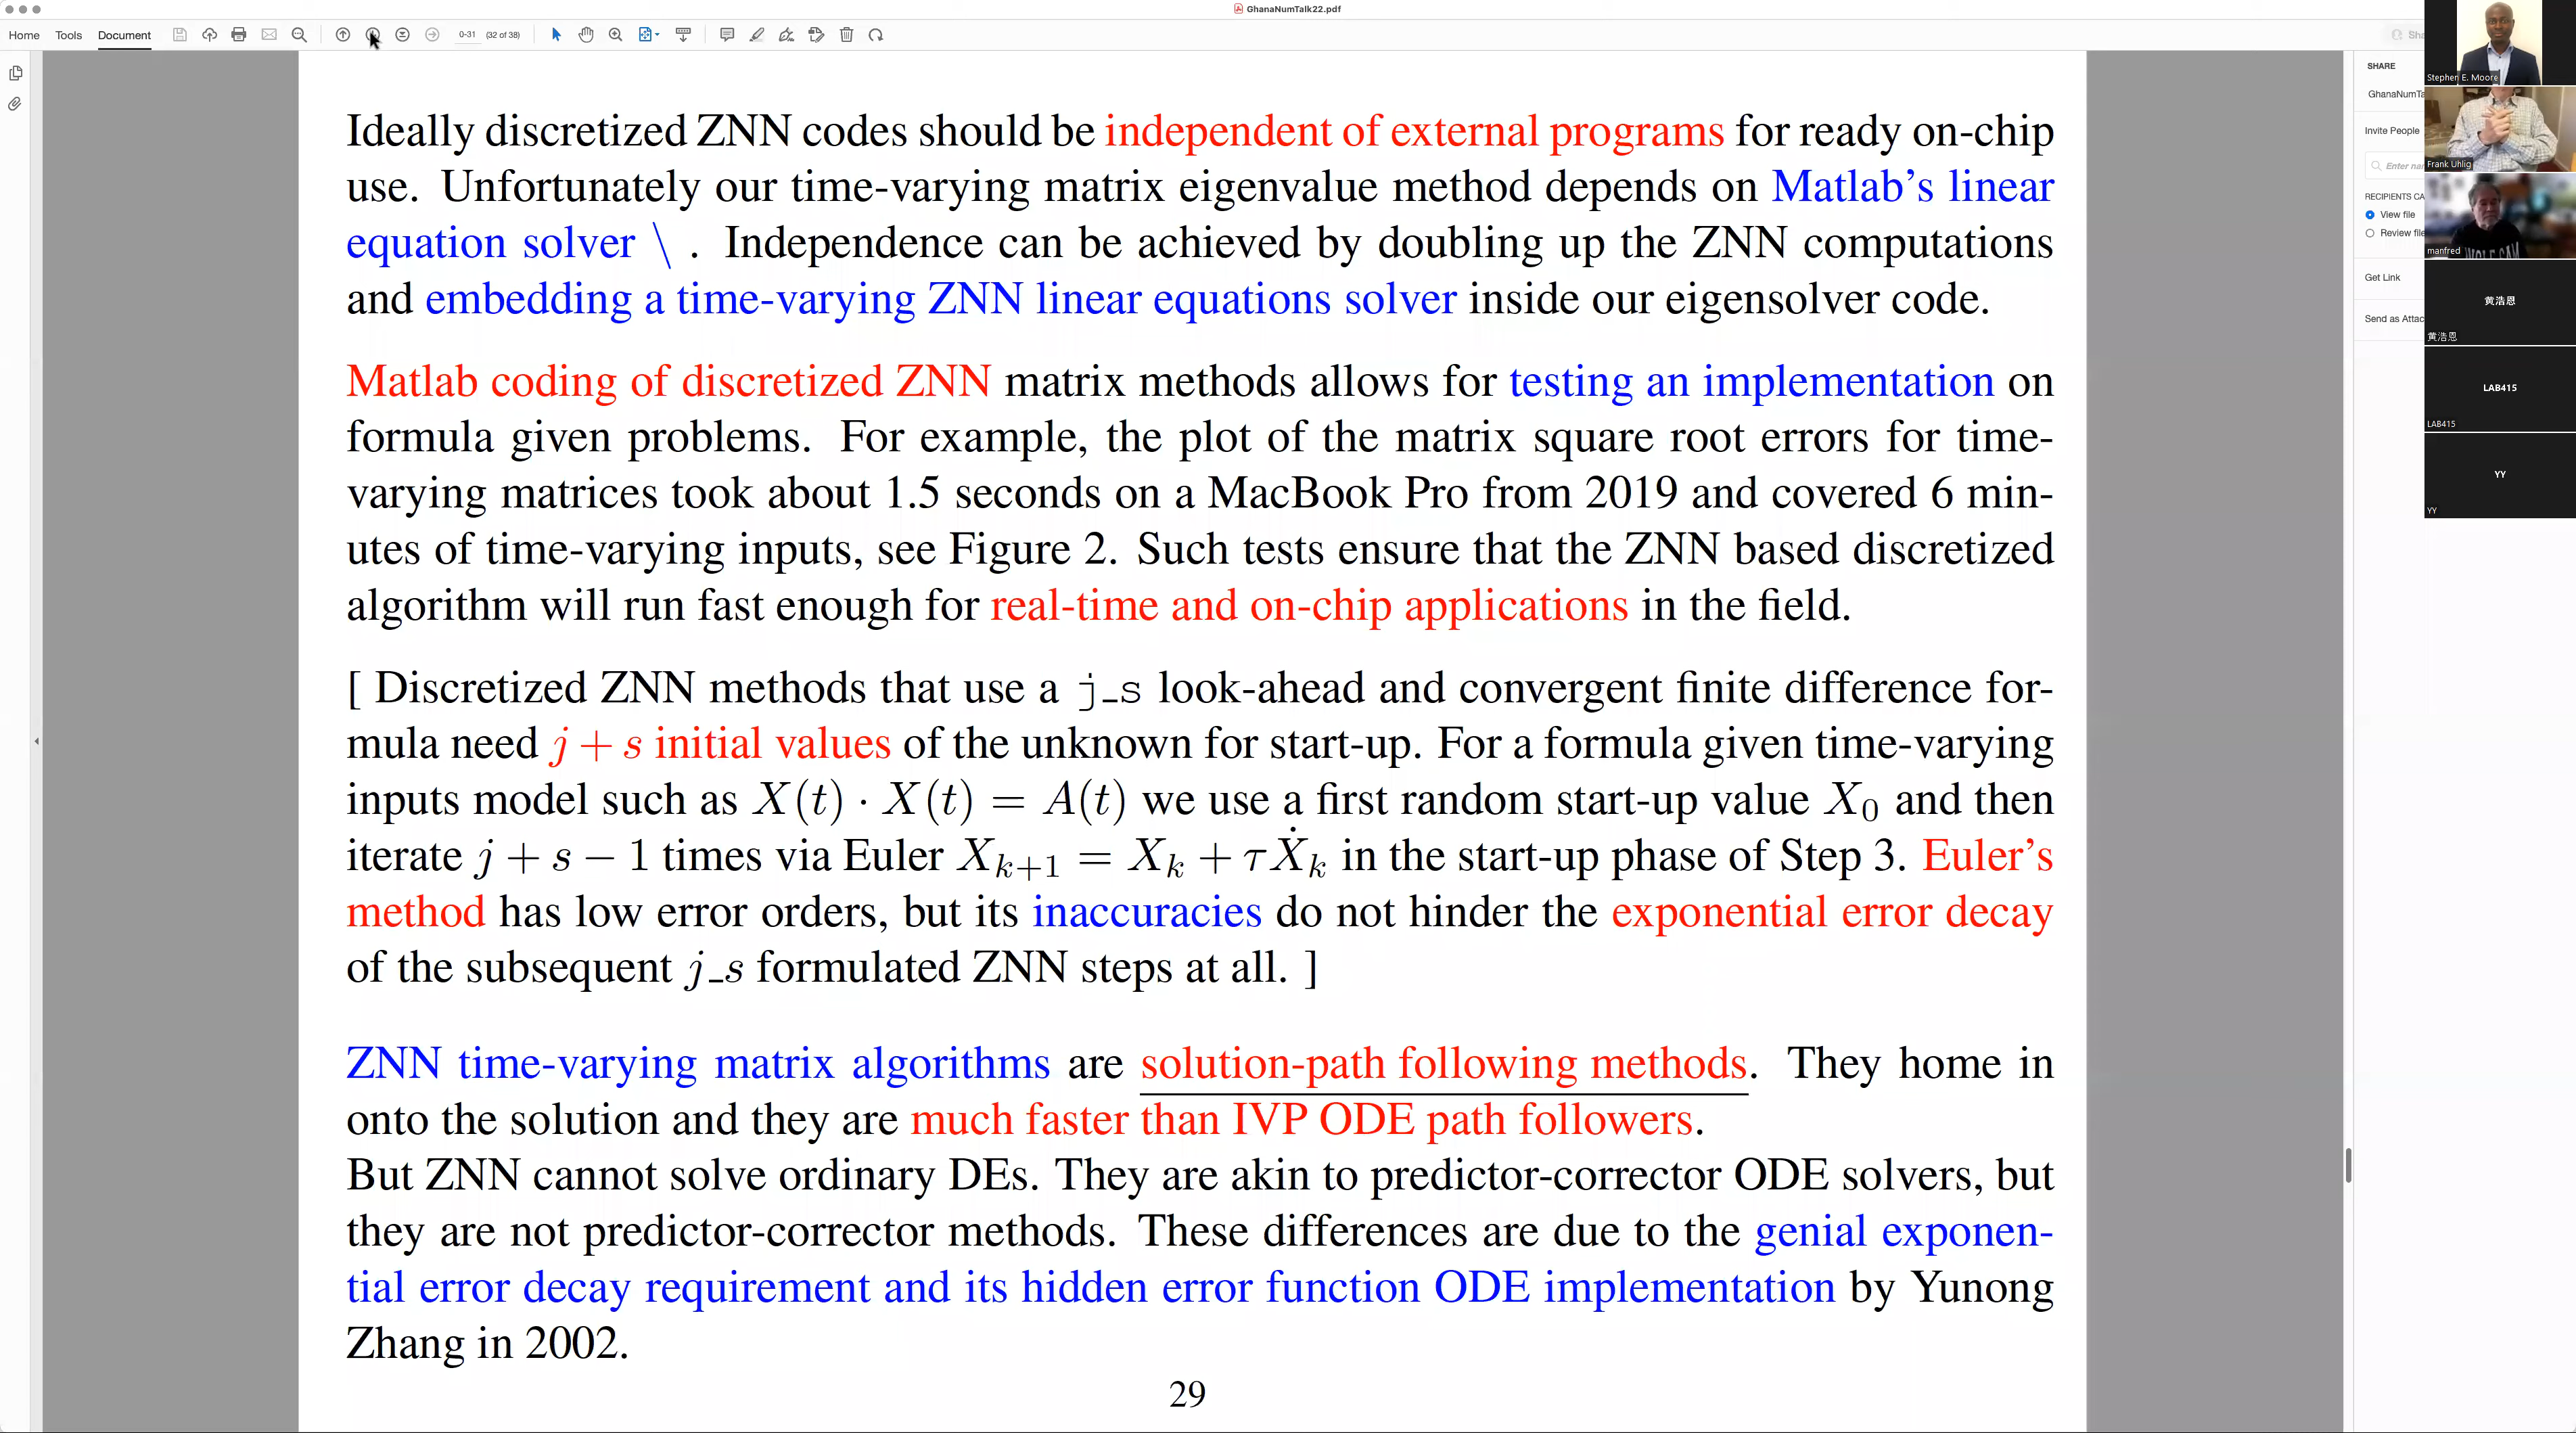 GhanaNumTalk22.pdf
Home Tools Document 0-31 (32 of 38)
Ideally discretized ZNN codes should be independent of external programs for ready on-chip
use. Unfortunately our time-varying matrix eigenvalue method depends on Matlab's linear
equation solver \ . Independence can be achieved by doubling up the ZNN computations
and embedding a time-varying ZNN linear equations solver inside our eigensolver code.
Matlab coding of discretized ZNN matrix methods allows for testing an implementation on
formula given problems. For example, the plot of the matrix square root errors for time-
varying matrices took about 1.5 seconds on a MacBook Pro from 2019 and covered 6 min-
utes of time-varying inputs, see Figure 2. Such tests ensure that the ZNN based discretized
algorithm will run fast enough for real-time and on-chip applications in the field.
[ Discretized ZNN methods that use a j_s look-ahead and convergent finite difference for-
mula need j + s initial values of the unknown for start-up. For a formula given time-varying
inputs model such as X(t) · X(t) = A(t) we use a first random start-up value X₀ and then
iterate j + s − 1 times via Euler Xₖ₊₁ = Xₖ + τẊₖ in the start-up phase of Step 3. Euler's
method has low error orders, but its inaccuracies do not hinder the exponential error decay
of the subsequent j_s formulated ZNN steps at all. ]
ZNN time-varying matrix algorithms are solution-path following methods. They home in
onto the solution and they are much faster than IVP ODE path followers.
But ZNN cannot solve ordinary DEs. They are akin to predictor-corrector ODE solvers, but
they are not predictor-corrector methods. These differences are due to the genial exponen-
tial error decay requirement and its hidden error function ODE implementation by Yunong
Zhang in 2002.
29
SHARE
GhanaNumTa
Invite People
RECIPIENTS CA
View file
Review file
Get Link
Send as Attac
Stephen E. Moore
Frank Uhlig
manfred
黄浩恩
黄浩恩
LAB415
LAB415
YY
YY